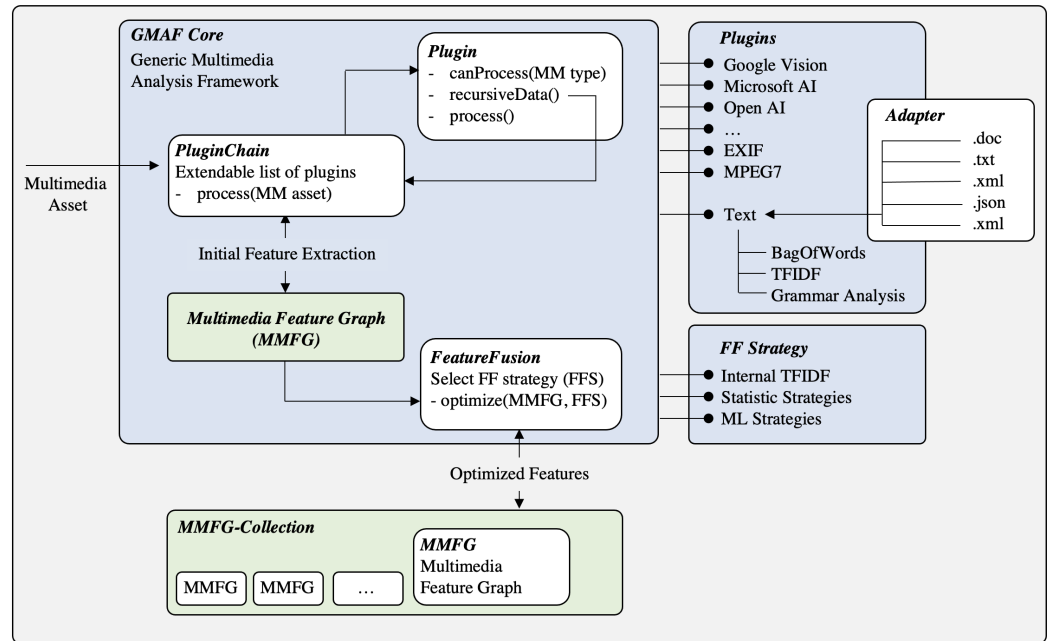 GMAF Core
Generic Multimedia
Analysis Framework
Plugin
- canProcess(MM type)
- recursiveData()
- process()
PluginChain
Extendable list of plugins
- process(MM asset)
Multimedia
Asset
Initial Feature Extraction
Multimedia Feature Graph
(MMFG)
FeatureFusion
Select FF strategy (FFS)
- optimize(MMFG, FFS)
Plugins
Google Vision
Microsoft AI
Open AI
…
EXIF
MPEG7
Text
BagOfWords
TFIDF
Grammar Analysis
Adapter
.doc
.txt
.xml
.json
.xml
FF Strategy
Internal TFIDF
Statistic Strategies
ML Strategies
Optimized Features
MMFG-Collection
MMFG
MMFG
…
MMFG
Multimedia
Feature Graph